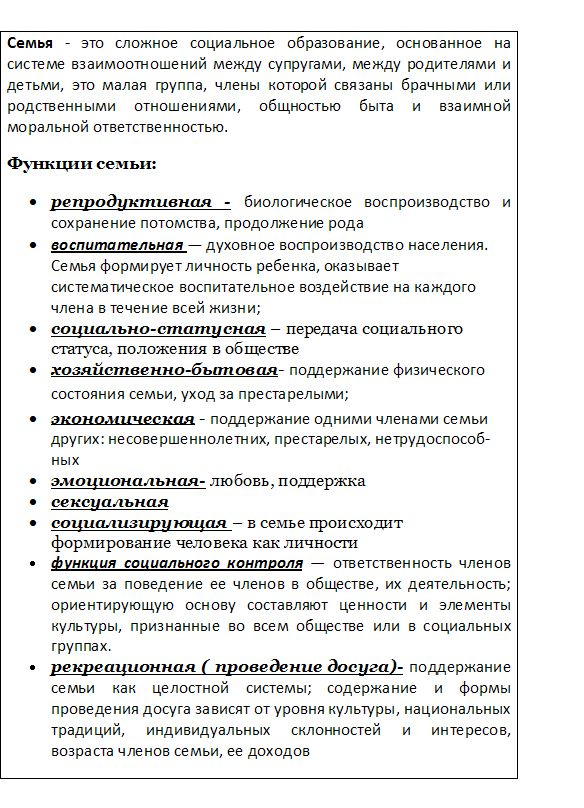 Семья - это сложное социальное образование, основанное на
системе взаимоотношений между супругами, между родителями и
детьми, это малая группа, члены которой связаны брачными или
родственными отношениями, общностью быта и взаимной
моральной ответственностью.
Функции семьи:
• репродуктивная - биологическое воспроизводство и
сохранение потомства, продолжение рода
• воспитательная — духовное воспроизводство населения.
Семья формирует личность ребенка, оказывает
систематическое воспитательное воздействие на каждого
члена в течение всей жизни;
• социально-статусная – передача социального
статуса, положения в обществе
• хозяйственно-бытовая- поддержание физического
состояния семьи, уход за престарелыми;
• экономическая - поддержание одними членами семьи
других: несовершеннолетних, престарелых, нетрудоспособ-
ных
• эмоциональная- любовь, поддержка
• сексуальная
• социализирующая – в семье происходит
формирование человека как личности
• функция социального контроля — ответственность членов
семьи за поведение ее членов в обществе, их деятельность;
ориентирующую основу составляют ценности и элементы
культуры, признанные во всем обществе или в социальных
группах.
• рекреационная ( проведение досуга)- поддержание
семьи как целостной системы; содержание и формы
проведения досуга зависят от уровня культуры, национальных
традиций, индивидуальных склонностей и интересов,
возраста членов семьи, ее доходов